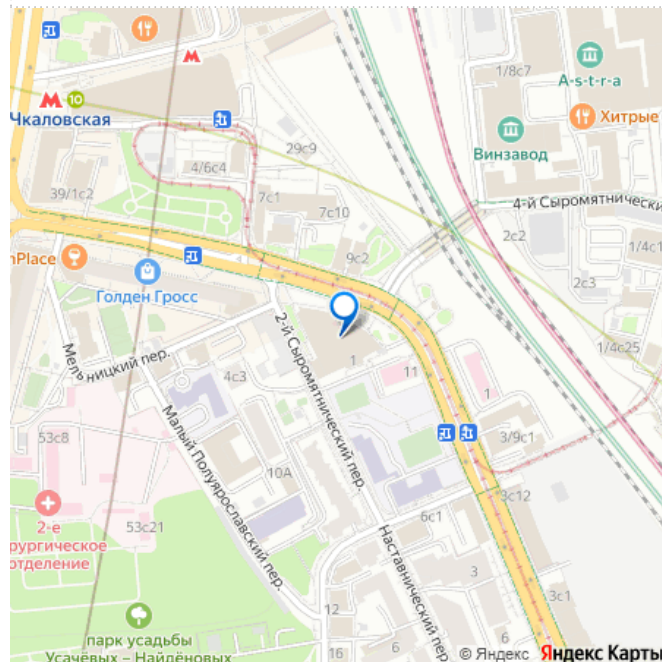 Чкаловская
10
39/1с2
4/6с4
29с9
7с1
7с10
9с2
1/8с7
A-s-t-r-a
Хитрые
Винзавод
4-й Сыромятнический
2с2
2с3
1/4с1
1/4с25
nPlace
Голден Гросс
Мельницкий пер.
2-й Сыромятнический пер.
Малый Полуярославский пер.
4с3
1
11
1
53с8
10А
3/9с1
3с12
53с21
2-е
рургическое
отделение
6с1
Наставнический пер.
3
12
16
6
6
3с1
парк усадьбы
Усачёвых – Найдёновых
© Яндекс Яндекс Карты